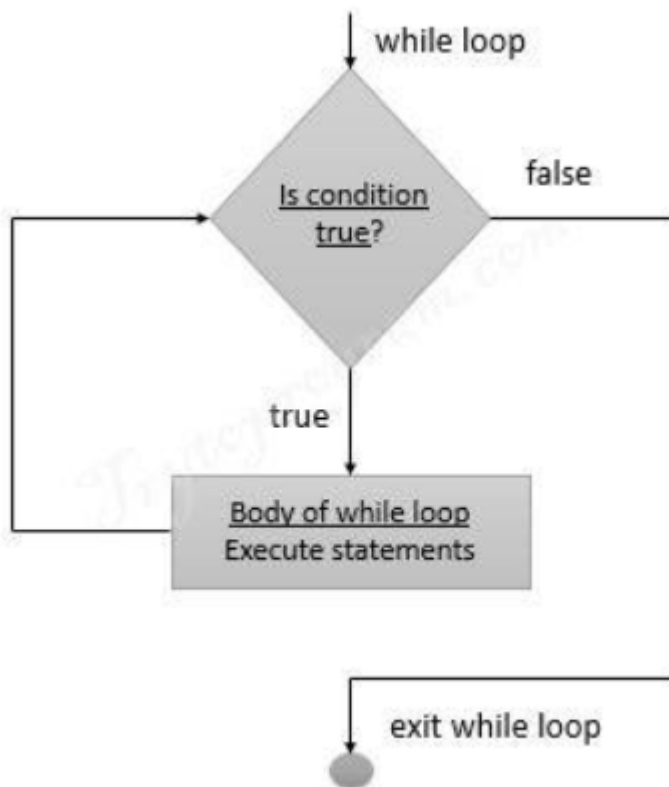 while loop
false
Is condition
true?
true
Body of while loop
Execute statements
exit while loop